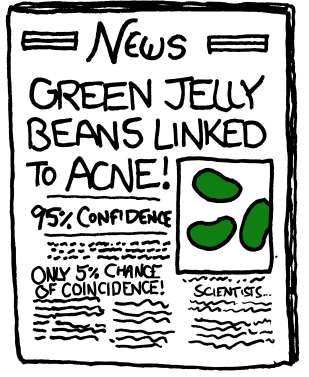 News
GREEN JELLY
BEANS LINKED
TO ACNE!
95% CONFIDENCE
ONLY 5% CHANCE
OF COINCIDENCE!
SCIENTISTS...